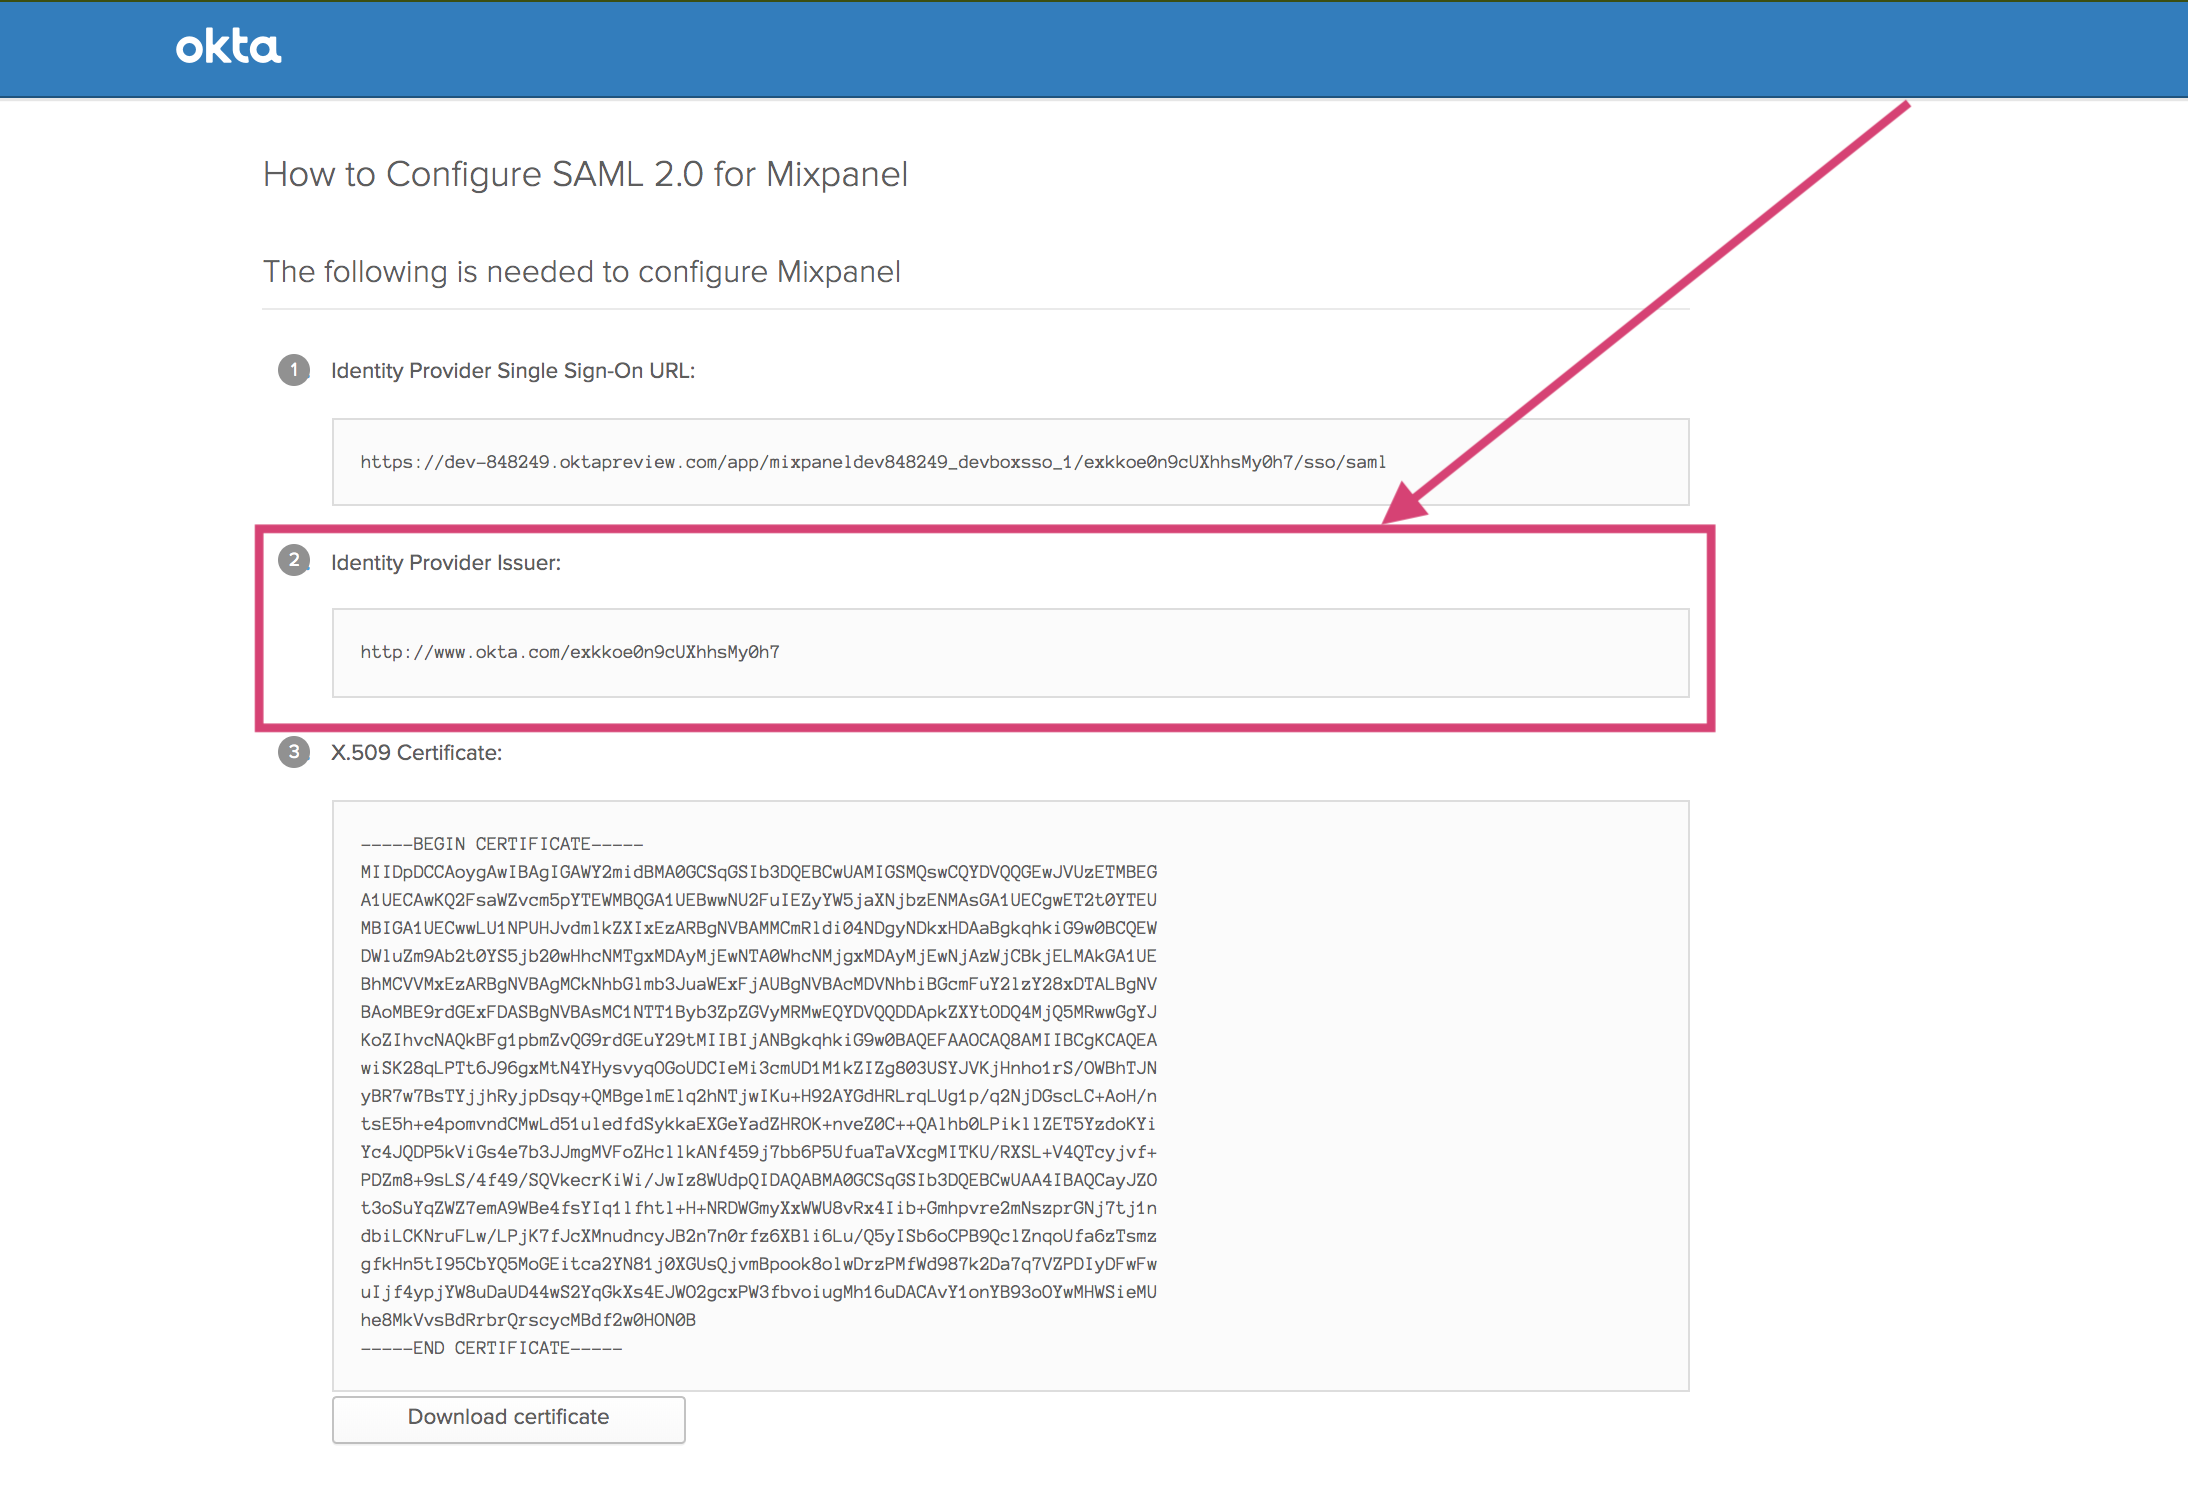 okta
How to Configure SAML 2.0 for Mixpanel
The following is needed to configure Mixpanel
1 Identity Provider Single Sign-On URL:
https://dev-848249.oktapreview.com/app/mixpaneldev848249_devboxsso_1/exkkoe0n9cUXhhsMy0h7/sso/saml
2 Identity Provider Issuer:
http://www.okta.com/exkkoe0n9cUXhhsMy0h7
3 X.509 Certificate:
-----BEGIN CERTIFICATE-----
MIIDpDCCAoygAwIBAgIGAWY2midBMA0GCSqGSIb3DQEBCwUAMIGSMQswCQYDVQQGEwJVUzETMBEG
A1UECAwKQ2FsaWZvcm5pYTEWMBQGA1UEBwwNU2FuIEZyYW5jaXNjbzENMAsGA1UECgwET2t0YTEU
MBIGA1UECwwLU1NPUHJvdmlkZXIxEzARBgNVBAMMCmRldi04NDgyNDkxHDAaBgkqhkiG9w0BCQEW
DWluZm9Ab2t0YS5jb20wHhcNMTgxMDAyMjEwNTA0WhcNMjgxMDAyMjEwNjAzWjCBkjELMAkGA1UE
BhMCVVMxEzARBgNVBAgMCkNhbGlmb3JuaWExFjAUBgNVBAcMDVNhbiBGcmFuY2lzY28xDTALBgNV
BAoMBE9rdGExFDASBgNVBAsMC1NTT1Byb3ZpZGVyMRMwEQYDVQQDDApkZXYtODQ4MjQ5MRwwGgYJ
KoZIhvcNAQkBFg1pbmZvQG9rdGEuY29tMIIBIjANBgkqhkiG9w0BAQEFAAOCAQ8AMIIBCgKCAQEA
wiSK28qLPTt6J96gxMtN4YHysvyqOGoUDCIeMi3cmUD1M1kZIZg803USYJVKjHnho1rS/OWBhTJN
yBR7w7BsTYjjhRyjpDsqy+QMBgelmElq2hNTjwIKu+H92AYGdHRLrqLUg1p/q2NjDGscLC+AoH/n
tsE5h+e4pomvndCMwLd51uledfdSykkaEXGeYadZHROK+nveZ0C++QAlhb0LPikllZET5YzdoKYi
Yc4JQDP5kViGs4e7b3JJmgMVFoZHcllkANf459j7bb6P5UfuaTaVXcgMITKU/RXSL+V4QTcyjvf+
PDZm8+9sLS/4f49/SQVkecrKiWi/JwIz8WUdpQIDAQABMA0GCSqGSIb3DQEBCwUAA4IBAQCayJZO
t3oSuYqZWZ7emA9WBe4fsYIq1lfhtl+H+NRDWGmyXxWWU8vRx4Iib+Gmhpvre2mNszprGNj7tj1n
dbiLCKNruFLw/LPjK7fJcXMnudncyJB2n7n0rfz6XBli6Lu/Q5yISb6oCPB9QclZnqoUfa6zTsmz
gfkHn5tI95CbYQ5MoGEitca2YN81j0XGUsQjvmBpook8olwDrzPMfWd987k2Da7q7VZPDIyDFwFw
uIjf4ypjYW8uDaUD44wS2YqGkXs4EJWO2gcxPW3fbvoiugMh16uDACAvY1onYB93oOYwMHWSieMU
he8MkVvsBdRrbrQrscycMBdf2w0HON0B
-----END CERTIFICATE-----
Download certificate